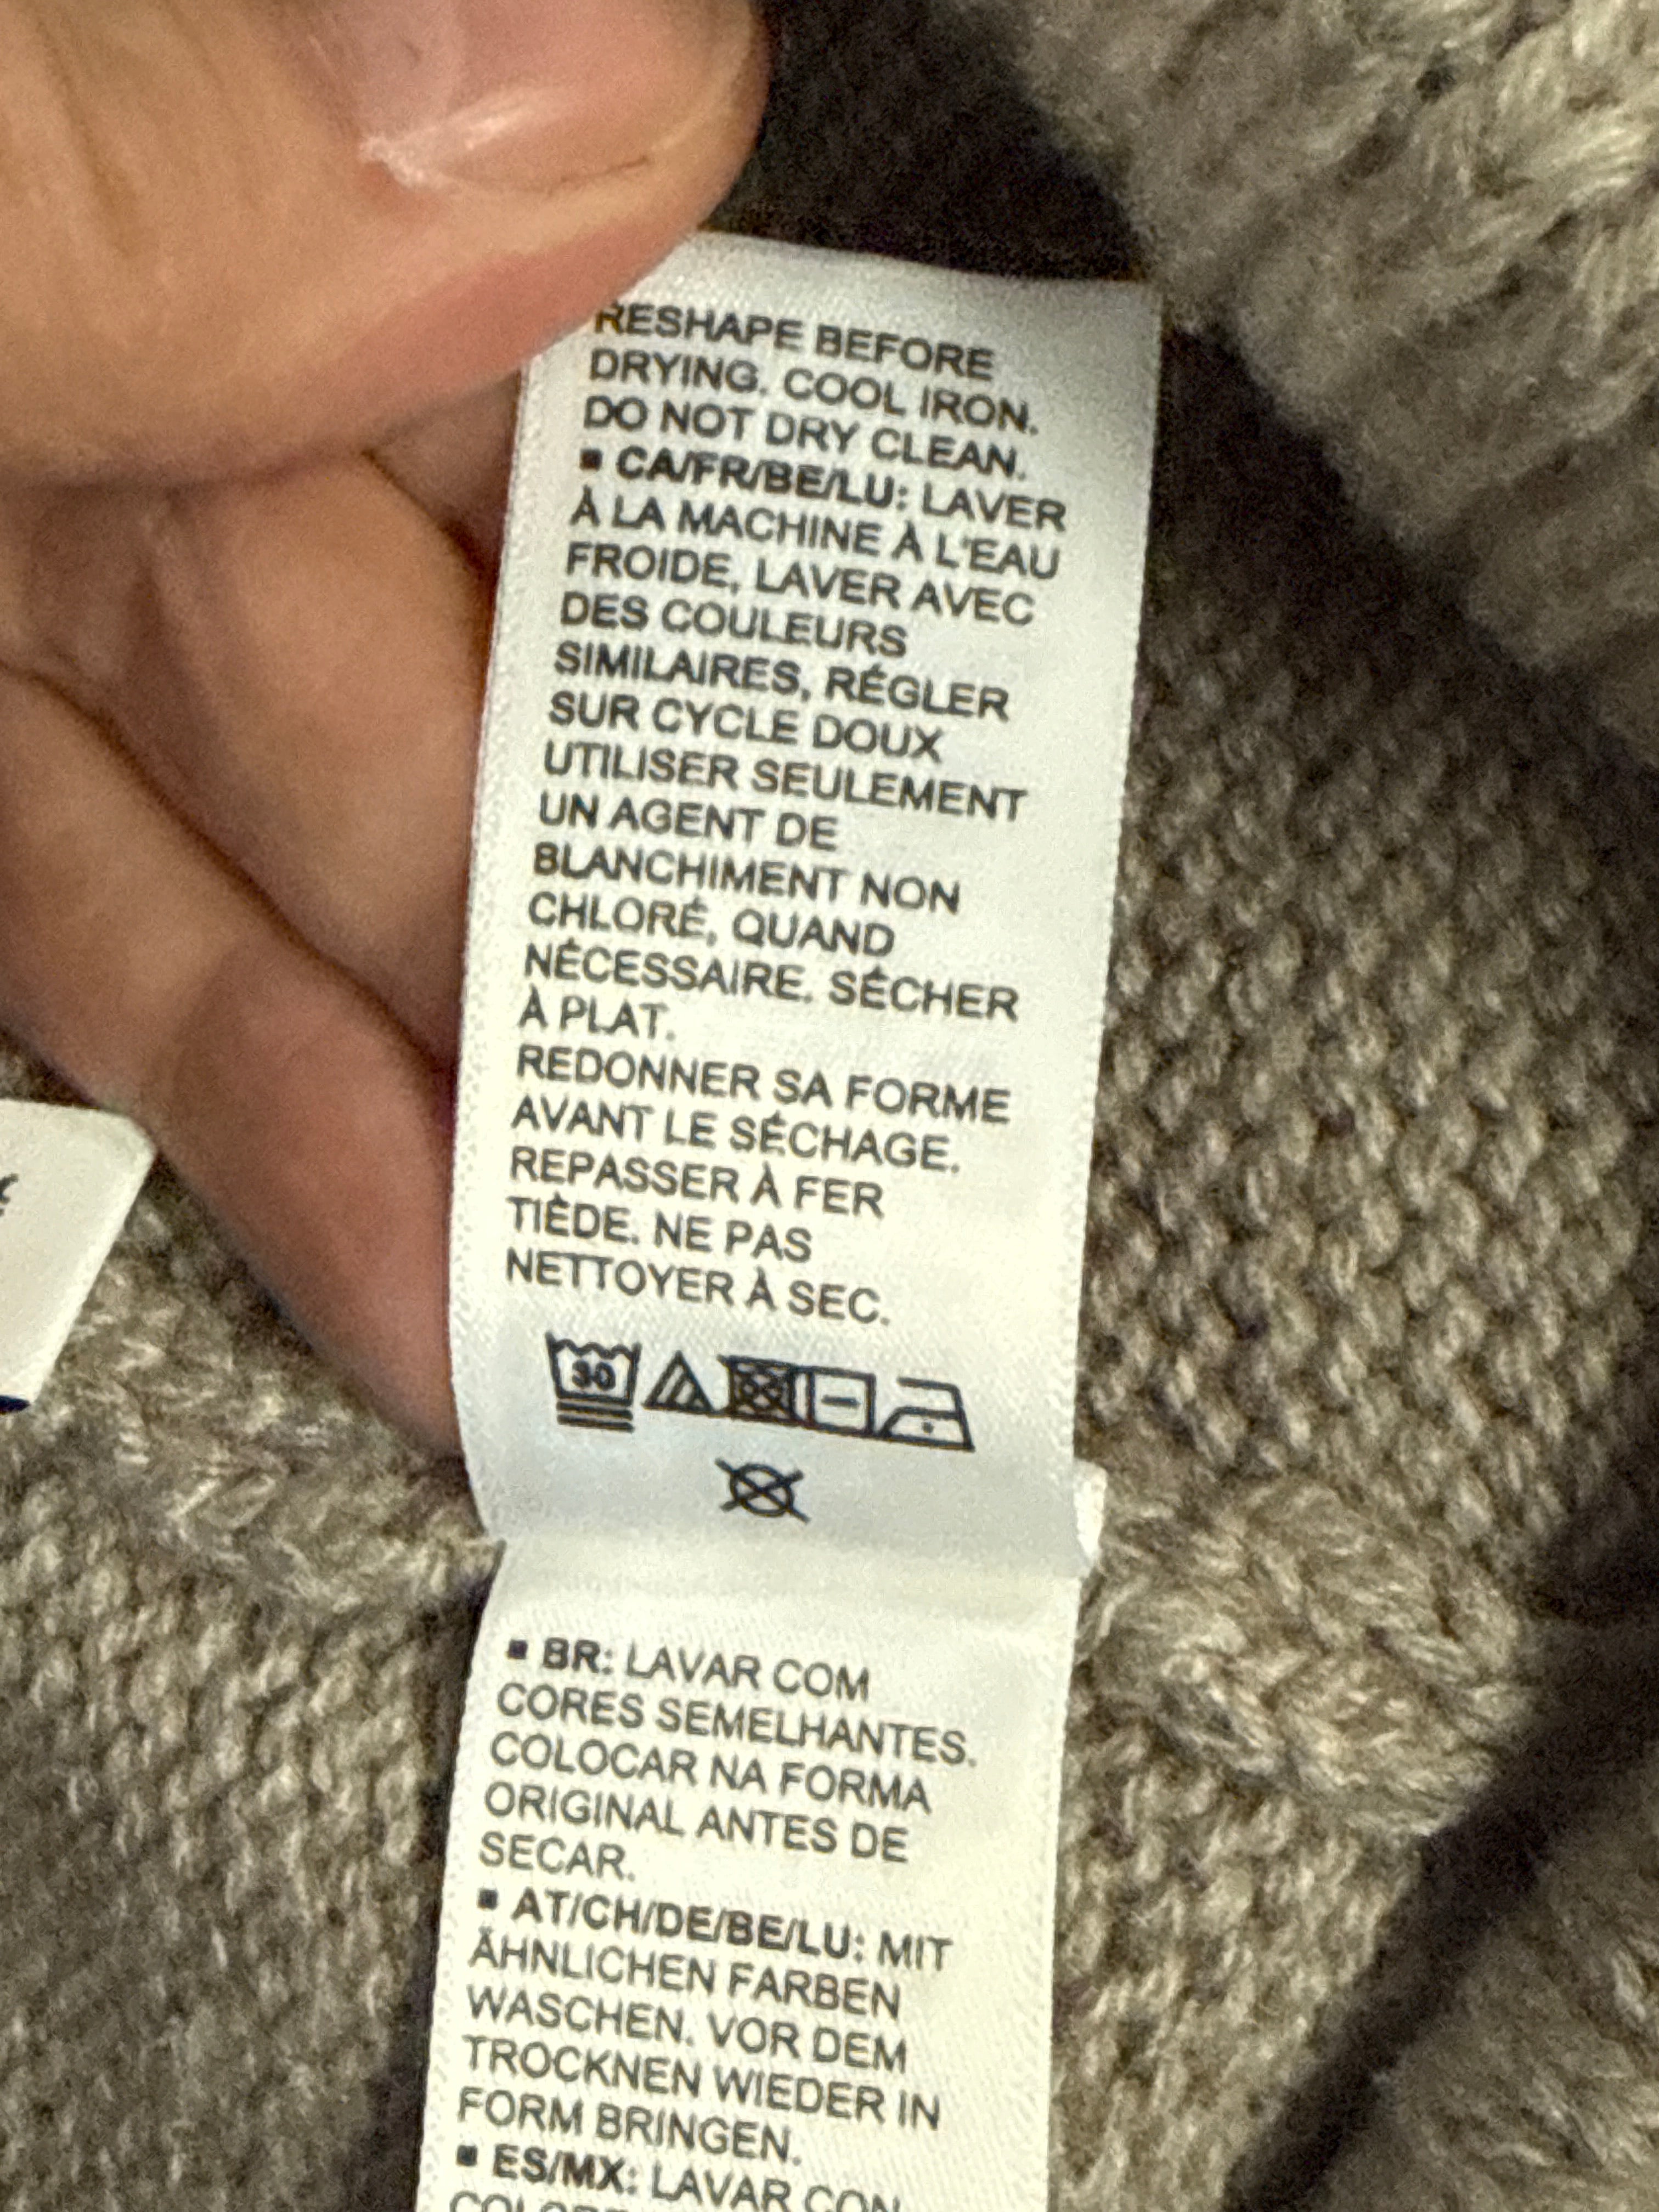 RESHAPE BEFORE
DRYING. COOL IRON.
DO NOT DRY CLEAN.
▪ CA/FR/BE/LU: LAVER
À LA MACHINE À L'EAU
FROIDE, LAVER AVEC
DES COULEURS
SIMILAIRES, RÉGLER
SUR CYCLE DOUX
UTILISER SEULEMENT
UN AGENT DE
BLANCHIMENT NON
CHLORÉ, QUAND
NÉCESSAIRE. SÉCHER
À PLAT.
REDONNER SA FORME
AVANT LE SÉCHAGE.
REPASSER À FER
TIÈDE. NE PAS
NETTOYER À SEC.
30
▪ BR: LAVAR COM
CORES SEMELHANTES.
COLOCAR NA FORMA
ORIGINAL ANTES DE
SECAR.
▪ AT/CH/DE/BE/LU: MIT
ÄHNLICHEN FARBEN
WASCHEN. VOR DEM
TROCKNEN WIEDER IN
FORM BRINGEN.
▪ ES/MX: LAVAR CON